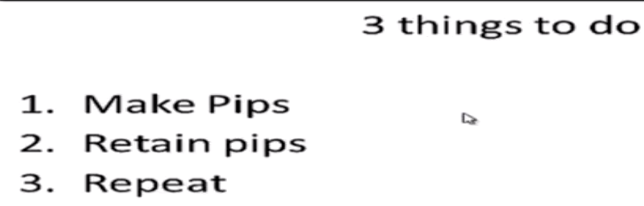 3 things to do
1. Make Pips
2. Retain pips
3. Repeat